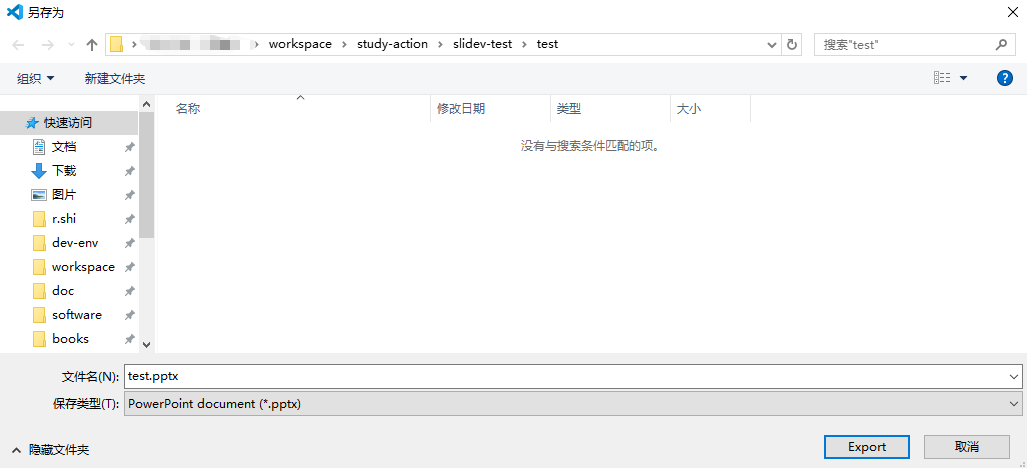 另存为
workspace > study-action > slidev-test > test
搜索"test"
组织 新建文件夹
名称 修改日期 类型 大小
没有与搜索条件匹配的项。
快速访问
文档
下载
图片
r.shi
dev-env
workspace
doc
software
books
文件名(N): test.pptx
保存类型(T): PowerPoint document (*.pptx)
隐藏文件夹 Export 取消